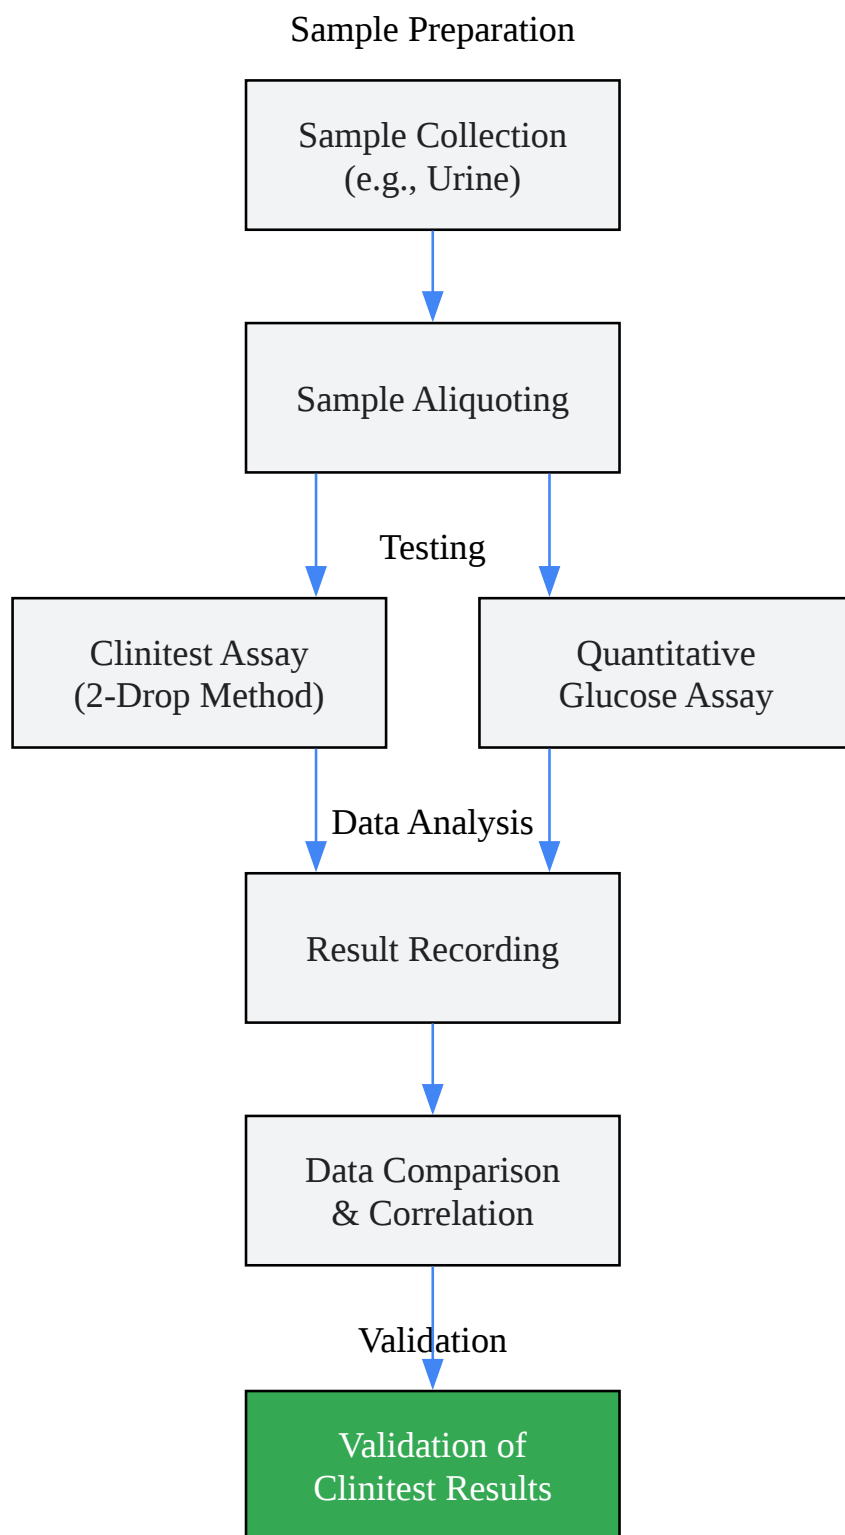 Sample Preparation
Sample Collection
(e.g., Urine)
Sample Aliquoting
Testing
Clinitest Assay
(2-Drop Method)
Quantitative
Glucose Assay
Data Analysis
Result Recording
Data Comparison
& Correlation
Validation
Validation of
Clinitest Results